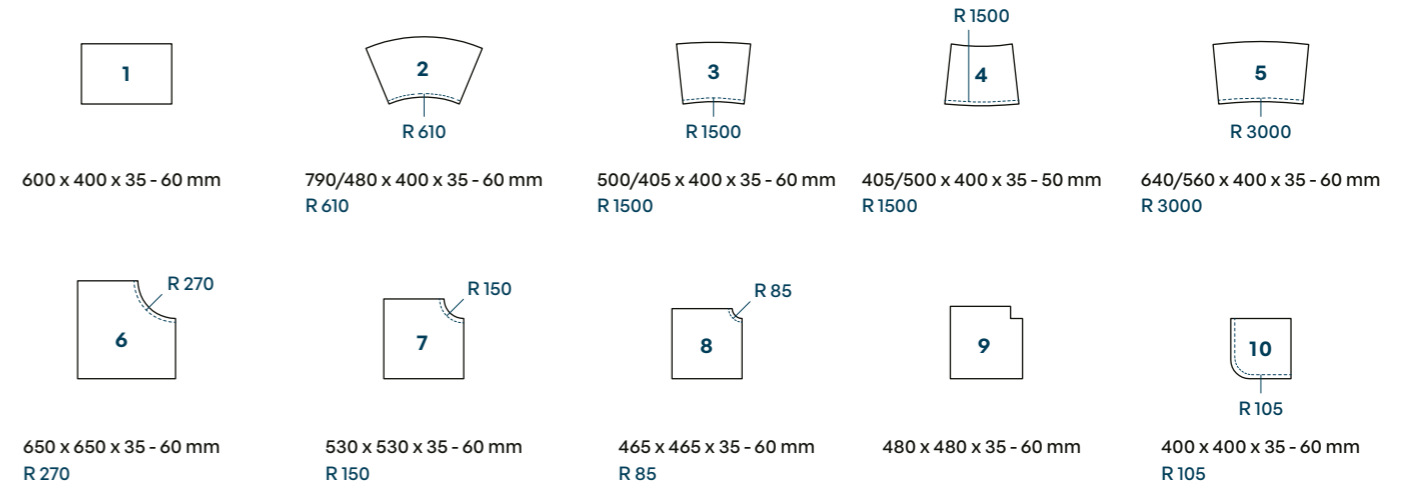 R 1500
1
2
3
4
5
R 610
R 1500
R 3000
600 x 400 x 35 - 60 mm
790/480 x 400 x 35 - 60 mm
500/405 x 400 x 35 - 60 mm
405/500 x 400 x 35 - 50 mm
640/560 x 400 x 35 - 60 mm
R 610
R 1500
R 1500
R 3000
R 270
R 150
R 85
6
7
8
9
10
R 105
650 x 650 x 35 - 60 mm
530 x 530 x 35 - 60 mm
465 x 465 x 35 - 60 mm
480 x 480 x 35 - 60 mm
400 x 400 x 35 - 60 mm
R 270
R 150
R 85
R 105